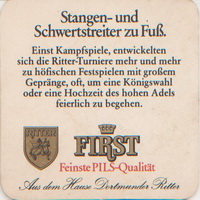 Stangen- und
Schwertstreiter zu Fuß.
Einst Kampfspiele, entwickelten
sich die Ritter-Turniere mehr und mehr
zu höfischen Festspielen mit großem
Gepränge, oft, um eine Königswahl
oder eine Hochzeit des hohen Adels
feierlich zu begehen.
RITTER
FIRST
Feinste PILS-Qualität
Aus dem Hause Dortmunder Ritter